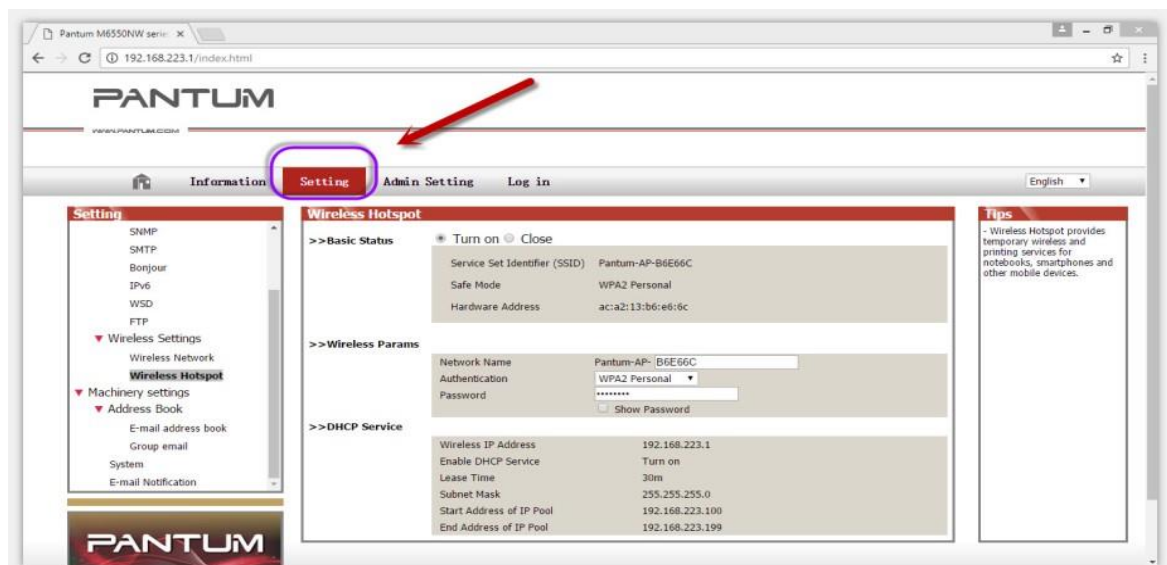 Pantum M6550NW serie
192.168.223.1/index.html
PANTUM
WWW.PANTUM.COM
Information Setting Admin Setting Log in English
Setting
SNMP
SMTP
Bonjour
IPv6
WSD
FTP
Wireless Settings
Wireless Network
Wireless Hotspot
Machinery settings
Address Book
E-mail address book
Group email
System
E-mail Notification
PANTUM
Wireless Hotspot
>>Basic Status Turn on Close
Service Set Identifier (SSID) Pantum-AP-B6E66C
Safe Mode WPA2 Personal
Hardware Address ac:a2:13:b6:e6:6c
>>Wireless Params
Network Name Pantum-AP- B6E66C
Authentication WPA2 Personal
Password ••••••••
Show Password
>>DHCP Service
Wireless IP Address 192.168.223.1
Enable DHCP Service Turn on
Lease Time 30m
Subnet Mask 255.255.255.0
Start Address of IP Pool 192.168.223.100
End Address of IP Pool 192.168.223.199
Tips
- Wireless Hotspot provides
temporary wireless and
printing services for
notebooks, smartphones and
other mobile devices.